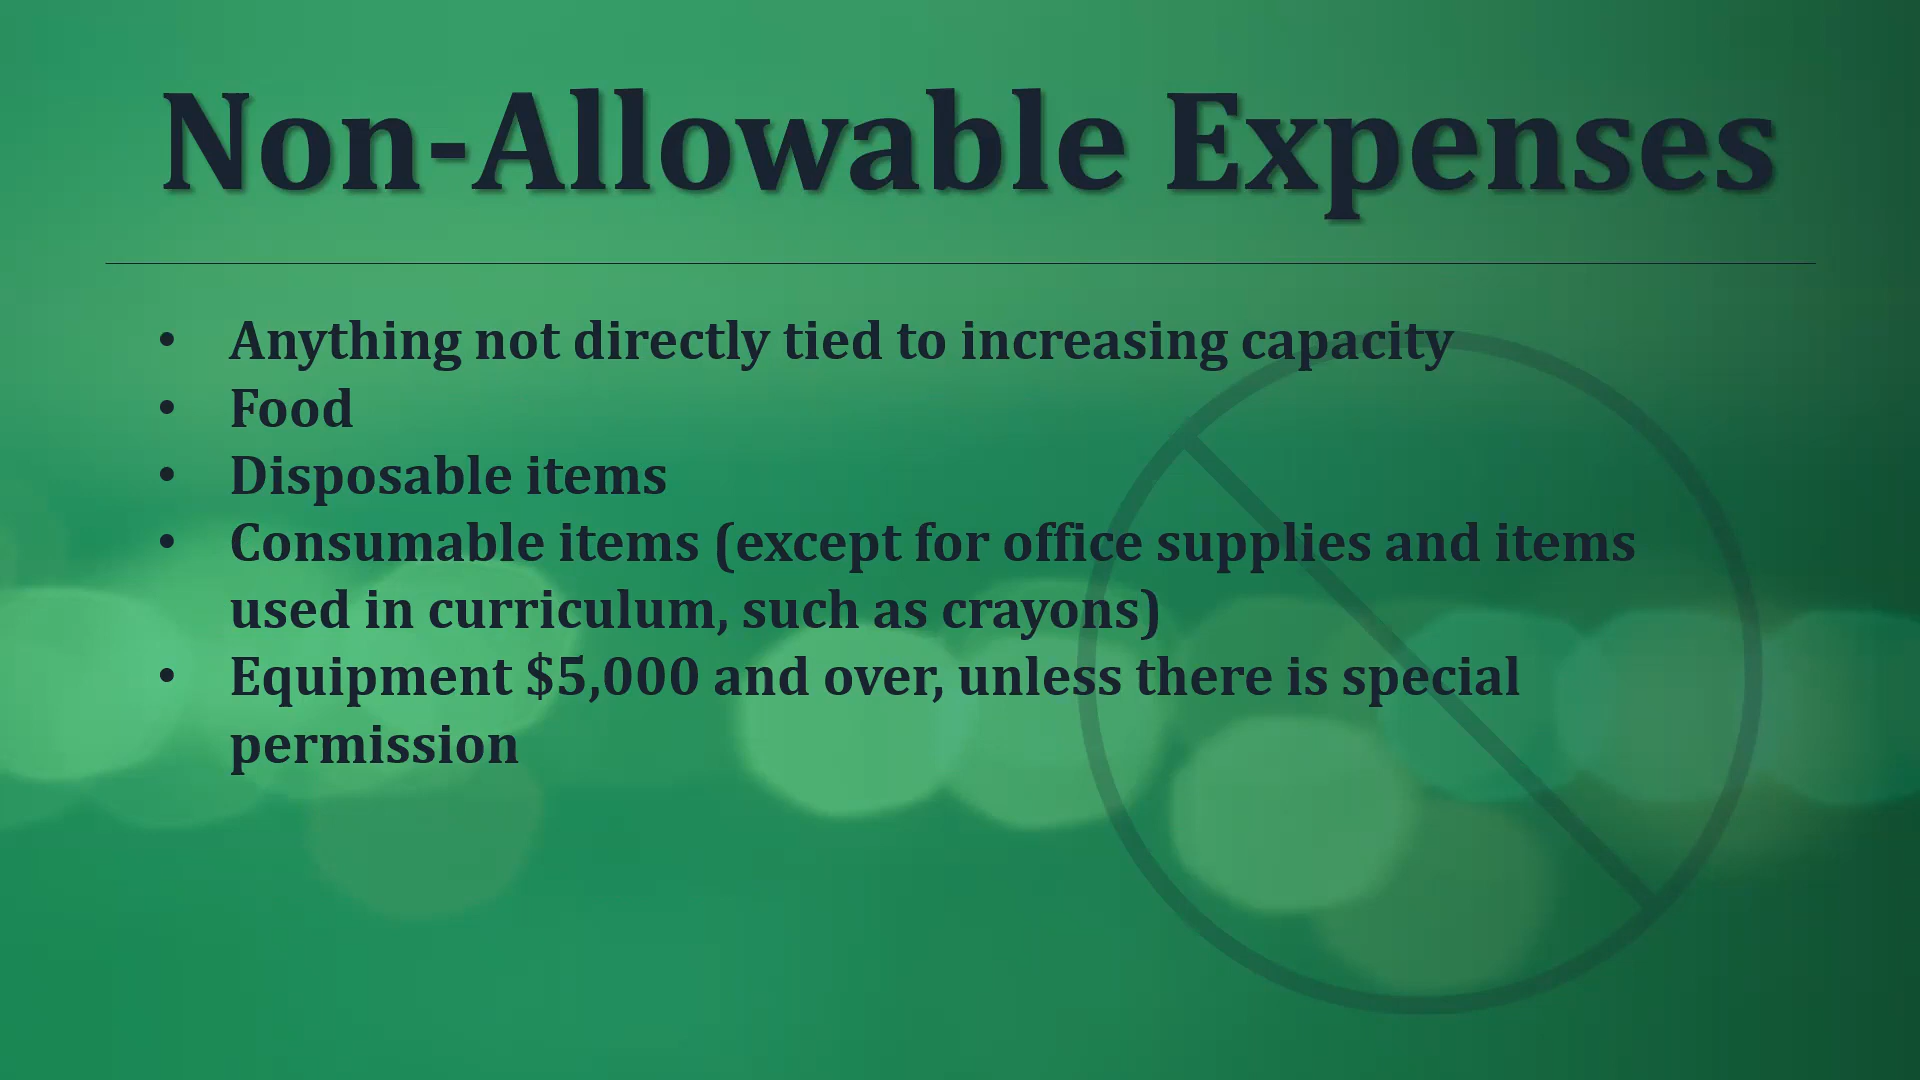 Non-Allowable Expenses
• Anything not directly tied to increasing capacity
• Food
• Disposable items
• Consumable items (except for office supplies and items
used in curriculum, such as crayons)
• Equipment $5,000 and over, unless there is special
permission